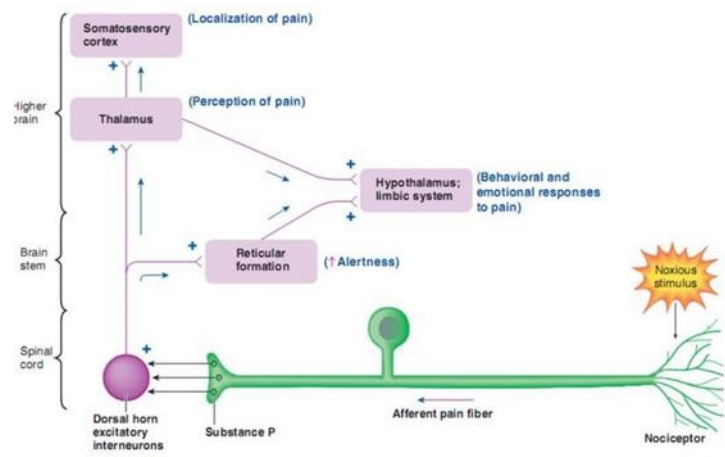 Somatosensory
cortex
(Localization of pain)
+
Higher
brain
Thalamus
(Perception of pain)
+
+
Hypothalamus;
limbic system
(Behavioral and
emotional responses
to pain)
+
Brain
stem
+
Reticular
formation
(↑Alertness)
Noxious
stimulus
Spinal
cord
+
Dorsal horn
excitatory
interneurons
Substance P
Afferent pain fiber
Nociceptor